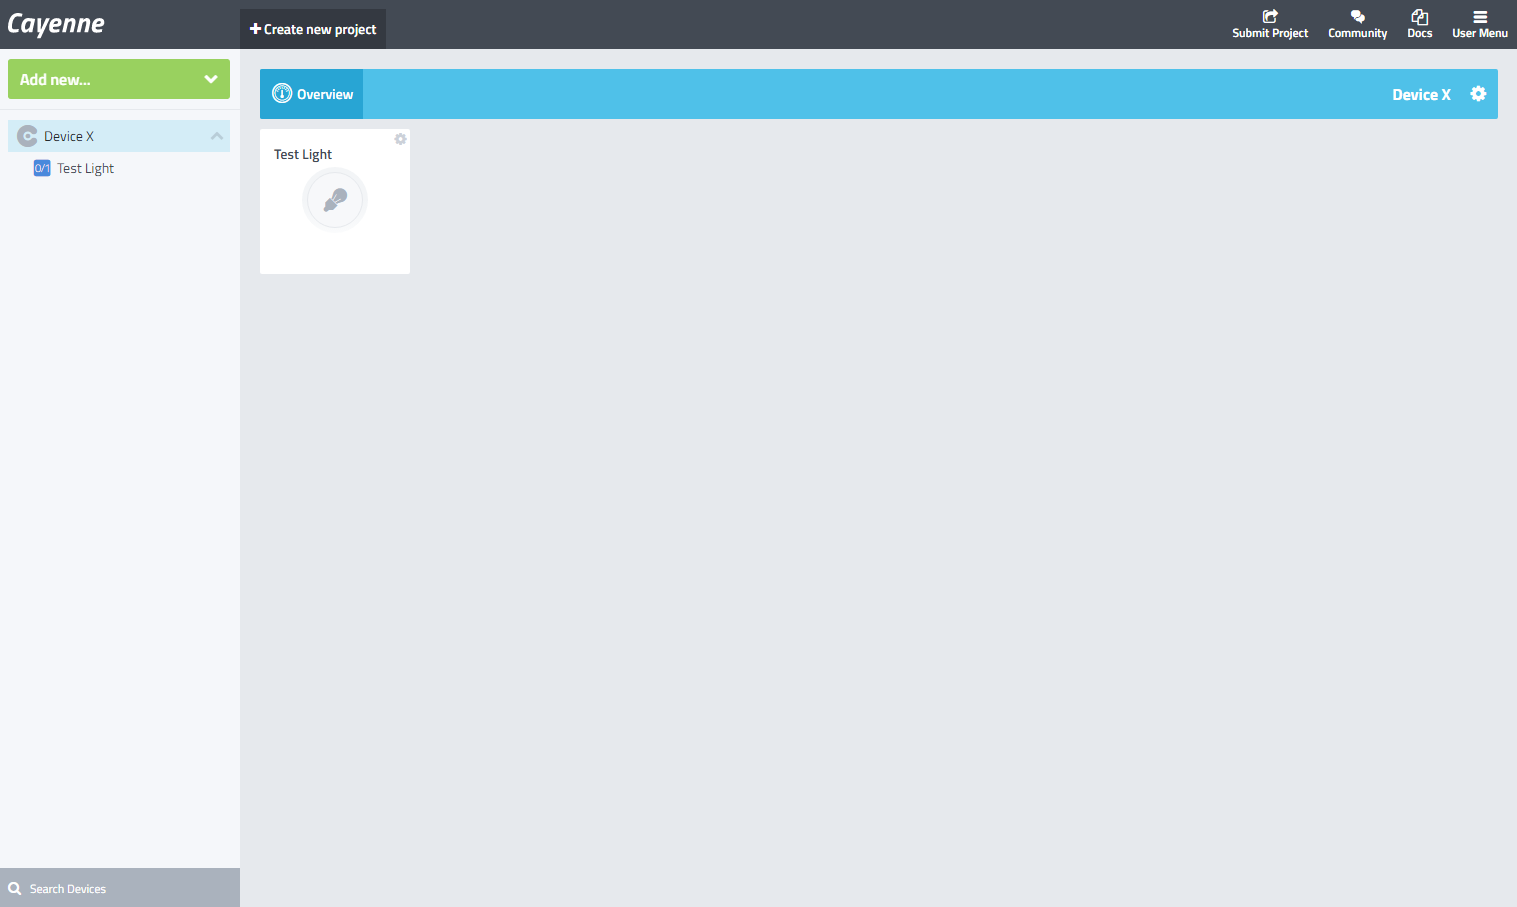 Cayenne
Create new project
Submit Project
Community
Docs
User Menu
Add new...
Overview
Device X
Device X
0/1 Test Light
Test Light
Search Devices